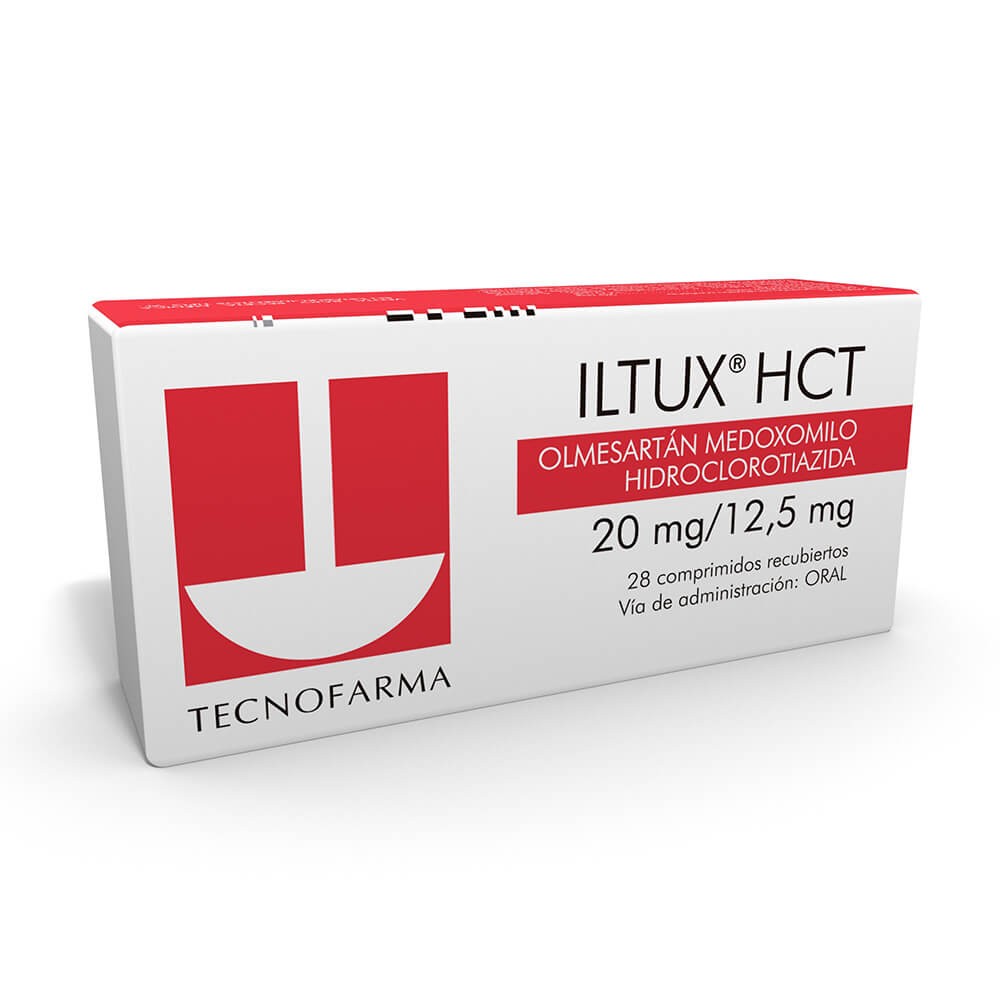 ILTUX® HCT
OLMESARTÁN MEDOXOMILO
HIDROCLOROTIAZIDA
20 mg/12,5 mg
28 comprimidos recubiertos
Vía de administración: ORAL
TECNOFARMA